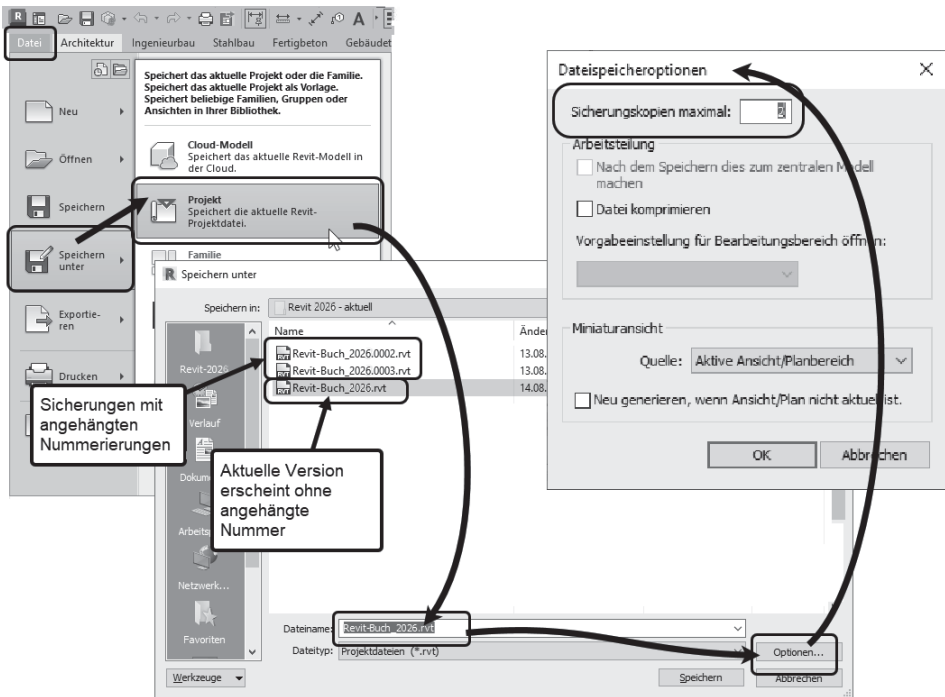 Datei Architektur Ingenieurbau Stahlbau Fertigbeton Gebäudet
Speichert das aktuelle Projekt oder die Familie.
Speichert das aktuelle Projekt als Vorlage.
Speichert beliebige Familien, Gruppen oder
Ansichten in Ihrer Bibliothek.
Neu
Öffnen
Speichern
Speichern
unter
Exportie-
ren
Drucken
Cloud-Modell
Speichert das aktuelle Revit-Modell in
der Cloud.
Projekt
Speichert die aktuelle Revit-
Projektdatei.
Familie
Speichern unter
Speichern in: Revit 2026 - aktuell
Name Änder
Revit-Buch_2026.0002.rvt 13.08.
Revit-Buch_2026.0003.rvt 13.08.
Revit-Buch_2026.rvt 14.08.
Revit-2026
Verlauf
Dokum
Arbeits
Netzwerk...
Favoriten
Sicherungen mit
angehängten
Nummerierungen
Aktuelle Version
erscheint ohne
angehängte
Nummer
Dateiname: Revit-Buch_2026.rvt
Dateityp: Projektdateien (*.rvt)
Optionen...
Werkzeuge
Speichern
Abbrechen
Dateispeicheroptionen
Sicherungskopien maximal: 2
Arbeitsteilung
Nach dem Speichern dies zum zentralen Modell
machen
Datei komprimieren
Vorgabeeinstellung für Bearbeitungsbereich öffnen:
Miniaturansicht
Quelle: Aktive Ansicht/Planbereich
Neu generieren, wenn Ansicht/Plan nicht aktuell ist.
OK
Abbrechen